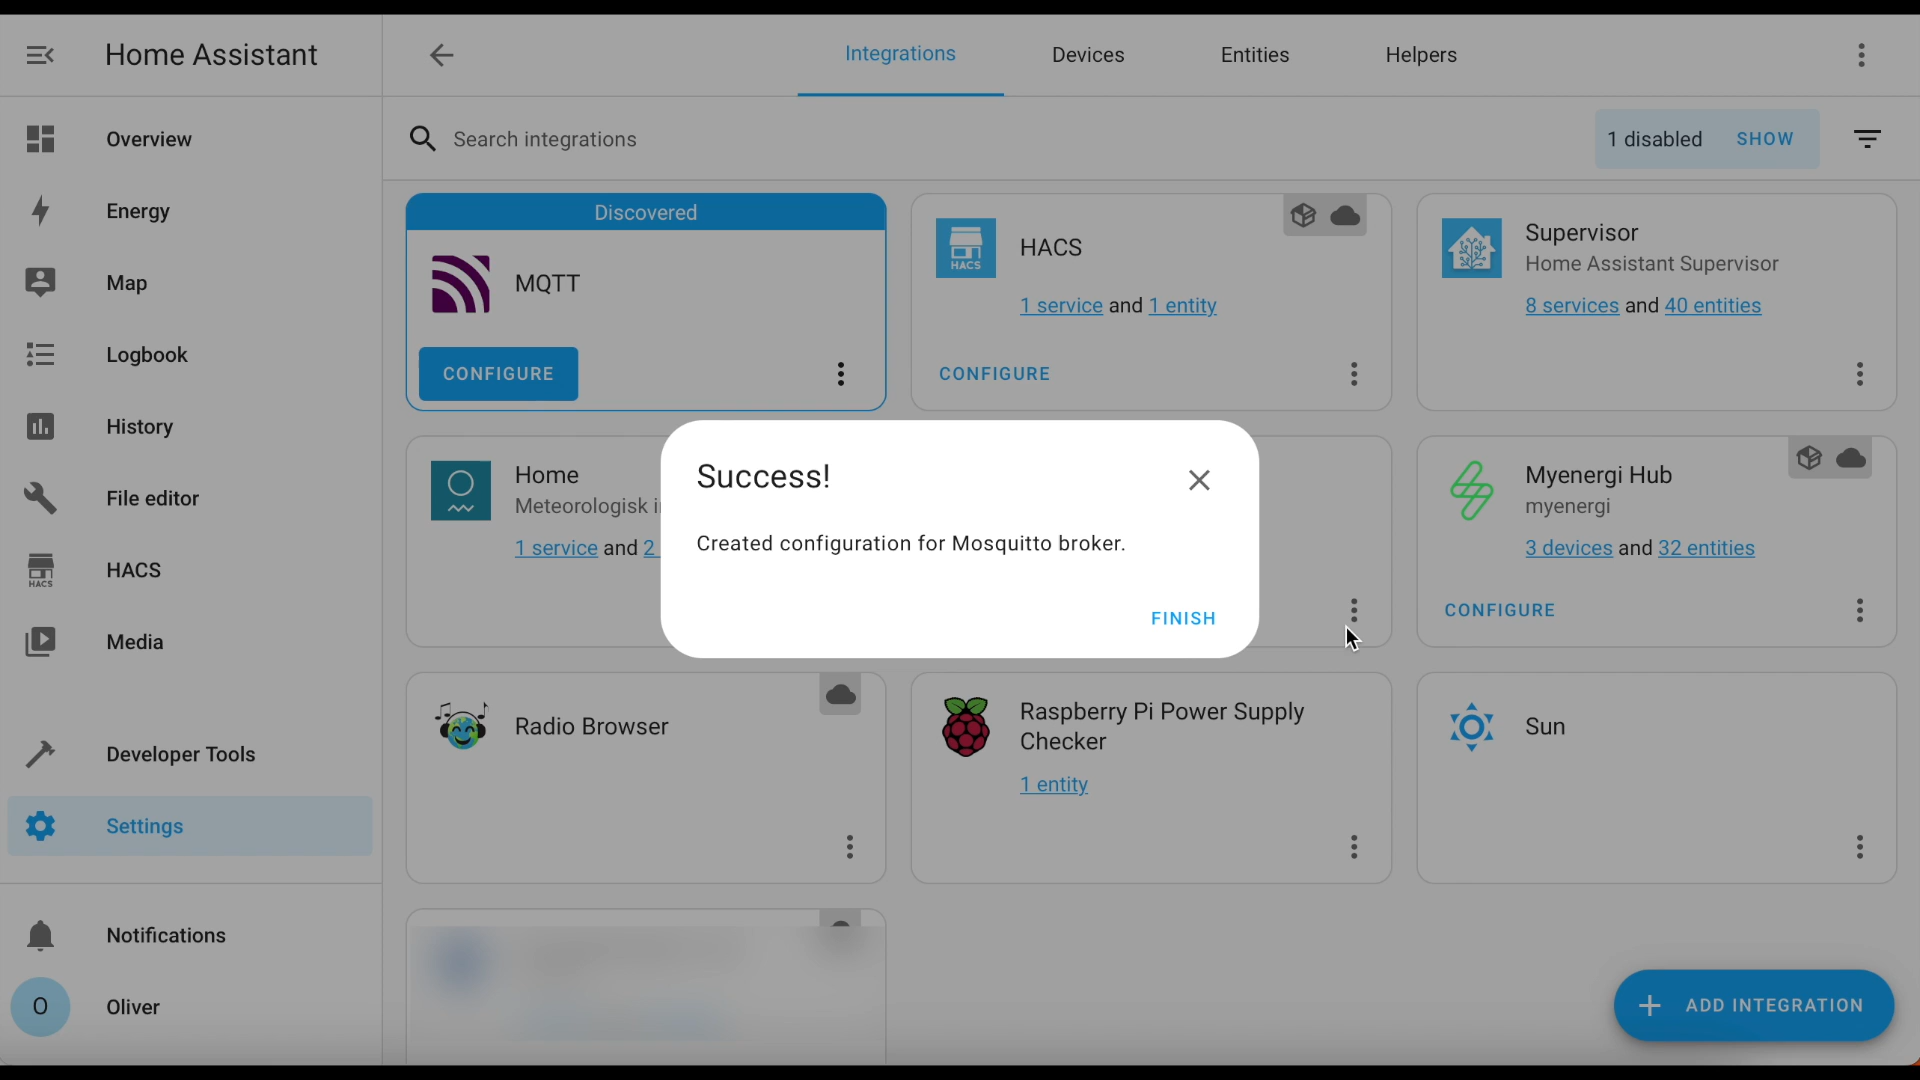 Home Assistant
Integrations
Devices
Entities
Helpers
Overview
Energy
Map
Logbook
History
File editor
HACS
HACS
Media
Developer Tools
Settings
Notifications
O
Oliver
Search integrations
1 disabled SHOW
Discovered
MQTT
CONFIGURE
HACS
HACS
1 service and 1 entity
CONFIGURE
Supervisor
Home Assistant Supervisor
8 services and 40 entities
Home
Meteorologisk
1 service and 2
Success!
Created configuration for Mosquitto broker.
FINISH
Myenergi Hub
myenergi
3 devices and 32 entities
CONFIGURE
Radio Browser
Raspberry Pi Power Supply
Checker
1 entity
Sun
ADD INTEGRATION